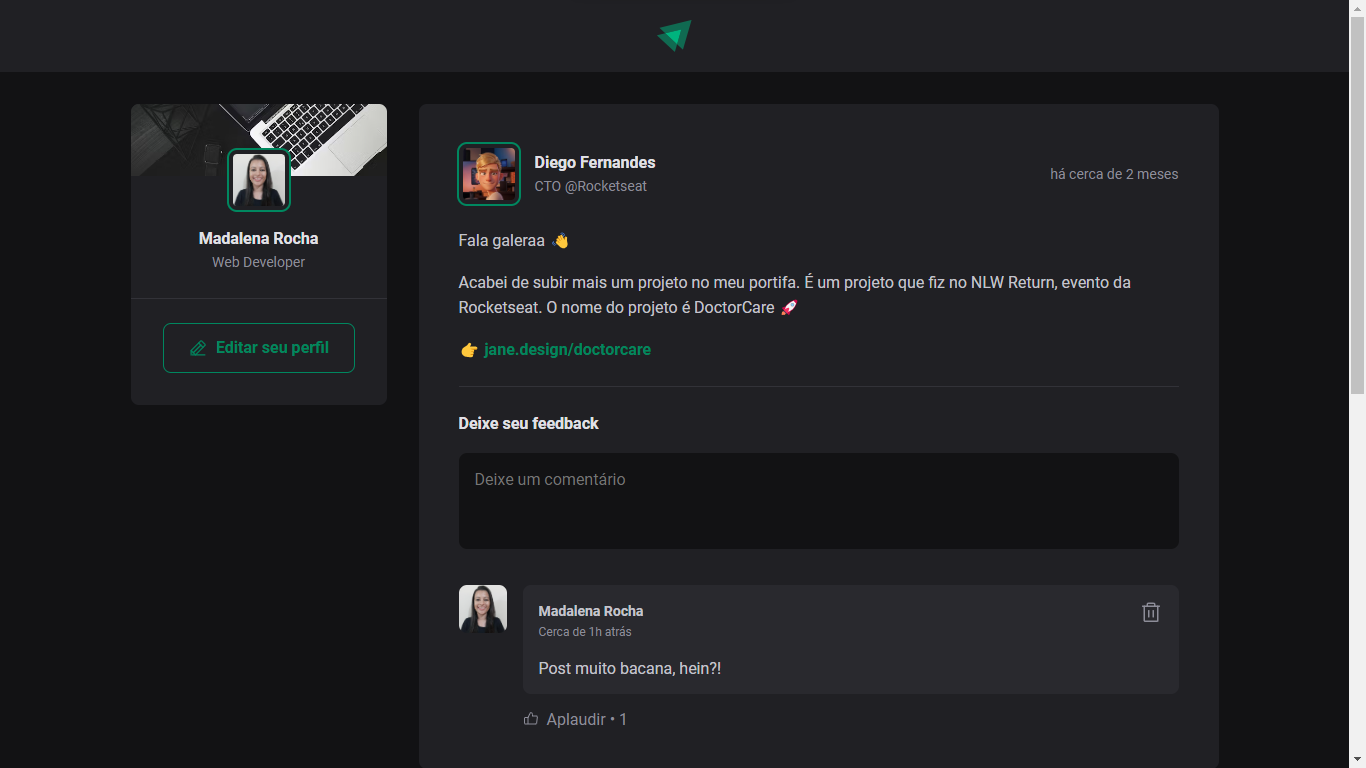 Madalena Rocha
Web Developer
Editar seu perfil
Diego Fernandes
CTO @Rocketseat
há cerca de 2 meses
Fala galeraa 👋
Acabei de subir mais um projeto no meu portifa. É um projeto que fiz no NLW Return, evento da
Rocketseat. O nome do projeto é DoctorCare 🚀
👉 jane.design/doctorcare
Deixe seu feedback
Deixe um comentário
Madalena Rocha
Cerca de 1h atrás
Post muito bacana, hein?!
Aplaudir • 1